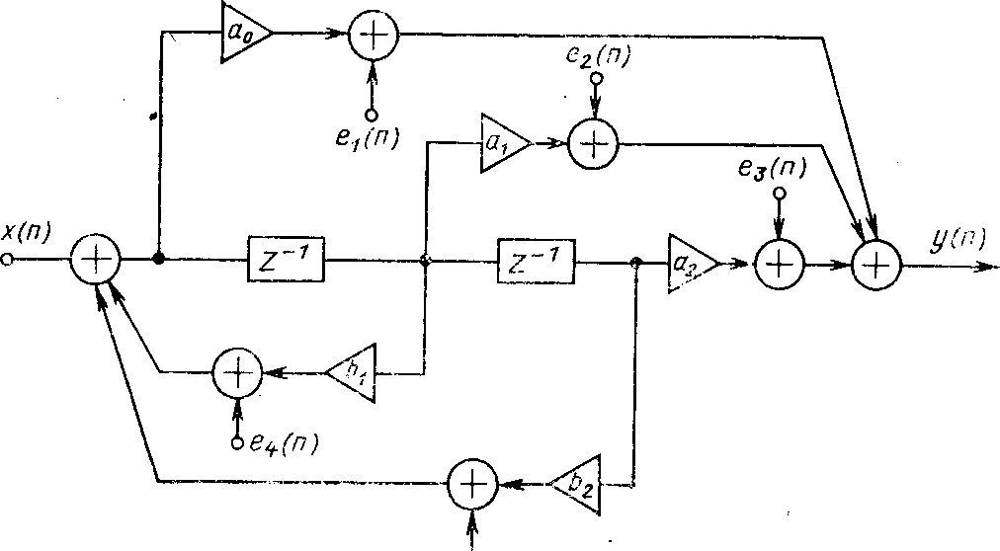 a₀
e₂(п)
e₁(п)
a₁
e₃(п)
x(п)
z⁻¹
z⁻¹
a₂
y(п)
b₁
e₄(п)
b₂